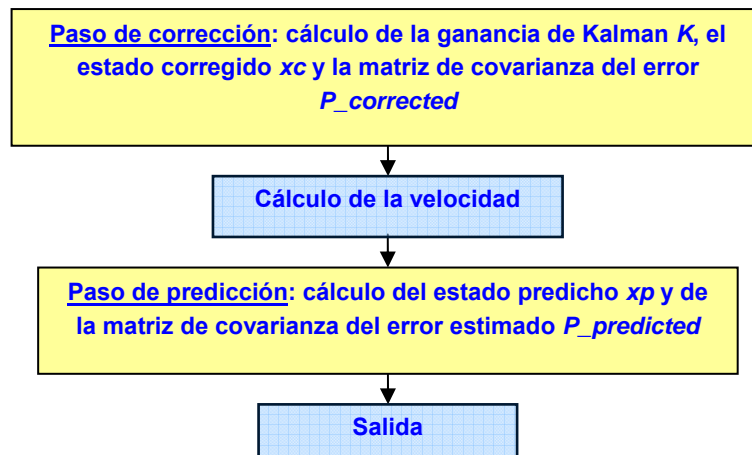 Paso de corrección: cálculo de la ganancia de Kalman K, el
estado corregido xc y la matriz de covarianza del error
P_corrected
Cálculo de la velocidad
Paso de predicción: cálculo del estado predicho xp y de
la matriz de covarianza del error estimado P_predicted
Salida